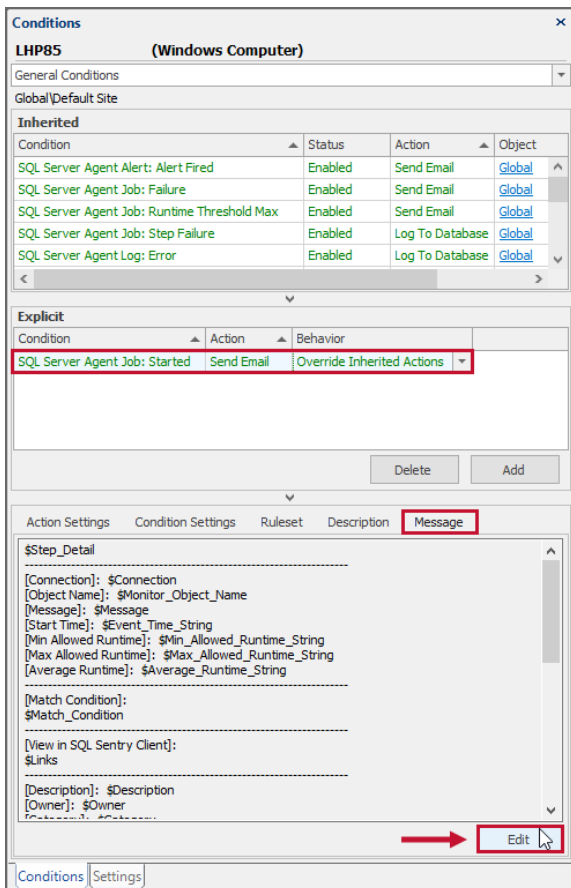 Conditions
LHP85 (Windows Computer)
General Conditions
Global\Default Site
Inherited
Condition Status Action Object
SQL Server Agent Alert: Alert Fired Enabled Send Email Global
SQL Server Agent Job: Failure Enabled Send Email Global
SQL Server Agent Job: Runtime Threshold Max Enabled Send Email Global
SQL Server Agent Job: Step Failure Enabled Log To Database Global
SQL Server Agent Log: Error Enabled Log To Database Global
Explicit
Condition Action Behavior
SQL Server Agent Job: Started Send Email Override Inherited Actions
Delete Add
Action Settings Condition Settings Ruleset Description Message
$Step_Detail
--------------------------------------------------------------------------------
[Connection]: $Connection
[Object Name]: $Monitor_Object_Name
[Message]: $Message
[Start Time]: $Event_Time_String
[Min Allowed Runtime]: $Min_Allowed_Runtime_String
[Max Allowed Runtime]: $Max_Allowed_Runtime_String
[Average Runtime]: $Average_Runtime_String
--------------------------------------------------------------------------------
[Match Condition]:
$Match_Condition
--------------------------------------------------------------------------------
[View in SQL Sentry Client]:
$Links
--------------------------------------------------------------------------------
[Description]: $Description
[Owner]: $Owner
[Category]: $Category
Edit
Conditions Settings